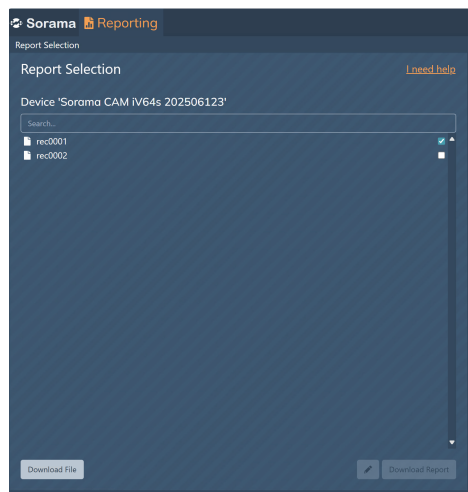 Sorama Reporting
Report Selection
Report Selection I need help
Device 'Sorama CAM iV64s 202506123'
Search...
rec0001
rec0002
Download File Download Report